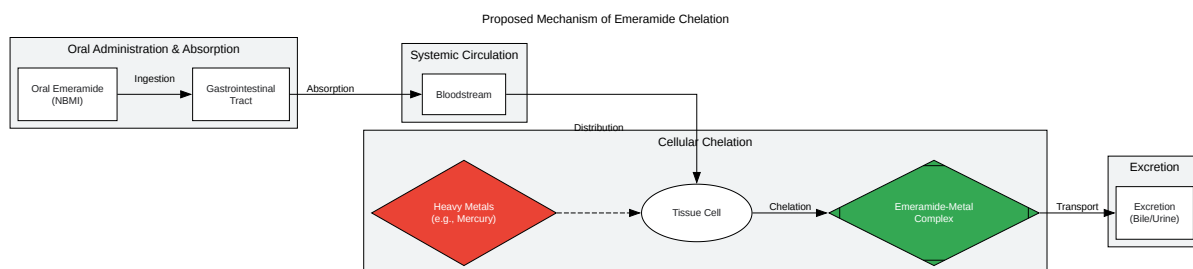 Proposed Mechanism of Emeramide Chelation
Oral Administration & Absorption
Oral Emeramide
(NBMI)
Ingestion
Gastrointestinal
Tract
Absorption
Systemic Circulation
Bloodstream
Distribution
Cellular Chelation
Heavy Metals
(e.g., Mercury)
Tissue Cell
Chelation
Emeramide-Metal
Complex
Transport
Excretion
Excretion
(Bile/Urine)